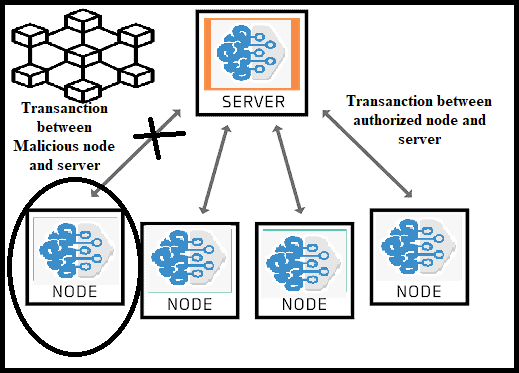 SERVER
Transanction
between
Malicious node
and server
Transanction between
authorized node and
server
NODE
NODE
NODE
NODE